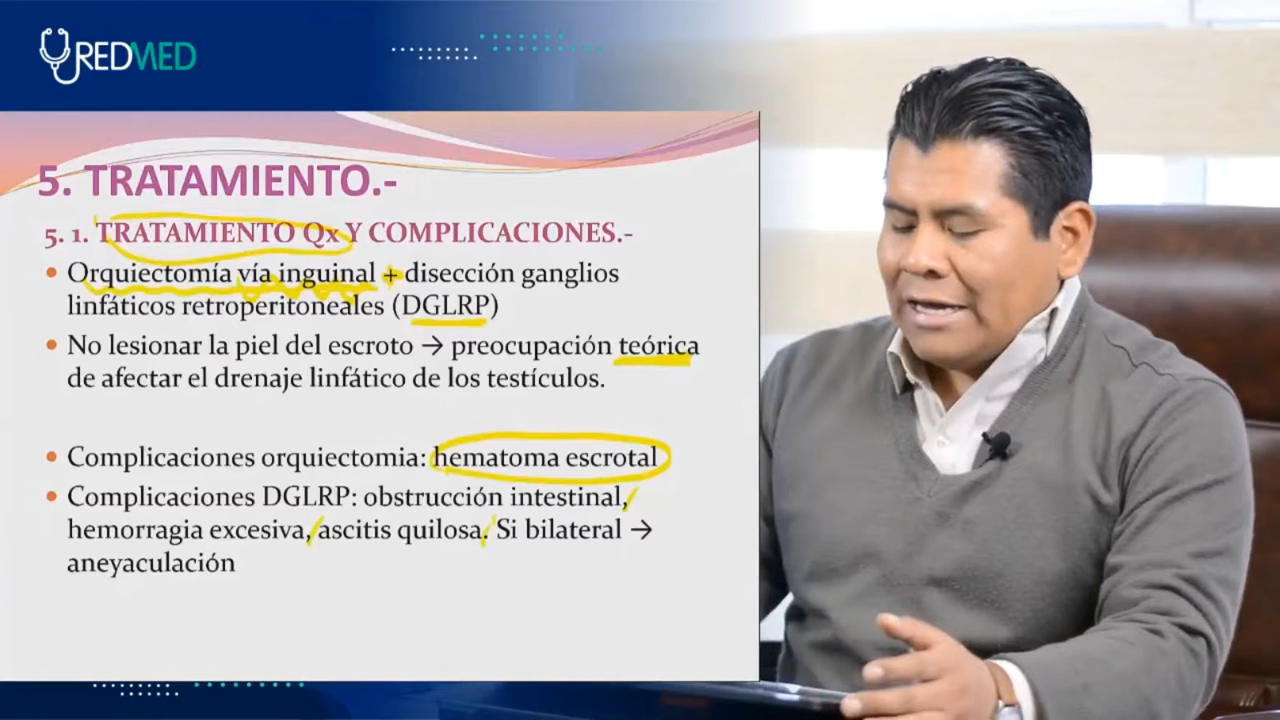 REDMED
5. TRATAMIENTO.-
5. 1. TRATAMIENTO Qx Y COMPLICACIONES.-
• Orquiectomía vía inguinal + disección ganglios
linfáticos retroperitoneales (DGLRP)
• No lesionar la piel del escroto → preocupación teórica
de afectar el drenaje linfático de los testículos.
• Complicaciones orquiectomia: hematoma escrotal
• Complicaciones DGLRP: obstrucción intestinal,
hemorragia excesiva, ascitis quilosa. Si bilateral →
aneyaculación